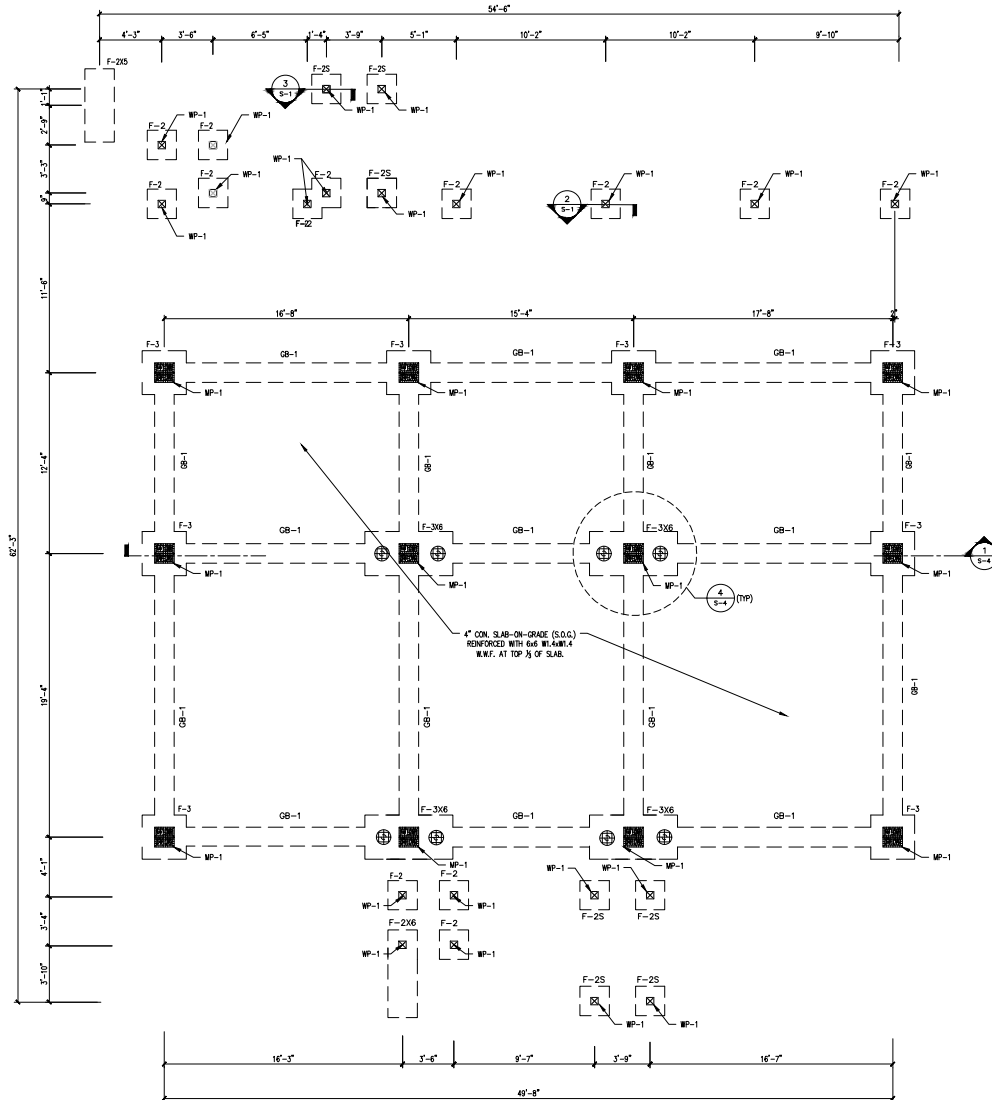 54'-6"
4'-3" 3'-6" 6'-5" 1'-4" 3'-9" 5'-1" 10'-2" 10'-2" 9'-10"
F-2X5
F-2S F-2S
3
S-1
WP-1 WP-1
1'-1"
2'-9"
WP-1 WP-1
F-2 F-2
3'-3"
WP-1
F-2 F-2 WP-1 F-2 F-2S WP-1 F-2 WP-1 F-2 WP-1 F-2 WP-1
9"
2
S-1
WP-1 WP-1
F-22
11'-6"
16'-8" 15'-4" 17'-8" 2"
F-3 GB-1 F-3 GB-1 F-3 GB-1 F-3
MP-1 MP-1 MP-1 MP-1
12'-4"
GB-1 GB-1 GB-1 GB-1
62'-3"
F-3 GB-1 F-3X6 GB-1 F-3X6 GB-1 F-3
1
S-4
MP-1 MP-1 MP-1 MP-1
4
S-4
(TYP)
4" CON. SLAB-ON-GRADE (S.O.G.)
REINFORCED WITH 6x6 W1.4xW1.4
W.W.F. AT TOP ⅓ OF SLAB.
19'-4"
GB-1 GB-1 GB-1 GB-1
F-3 GB-1 F-3X6 GB-1 F-3X6 GB-1 F-3
MP-1 MP-1 MP-1 MP-1
4'-1"
F-2 F-2 WP-1 WP-1
WP-1 WP-1
F-2S F-2S
3'-4"
F-2X6 F-2
WP-1 WP-1
3'-10"
F-2S F-2S
WP-1 WP-1
16'-3" 3'-6" 9'-7" 3'-9" 16'-7"
49'-8"